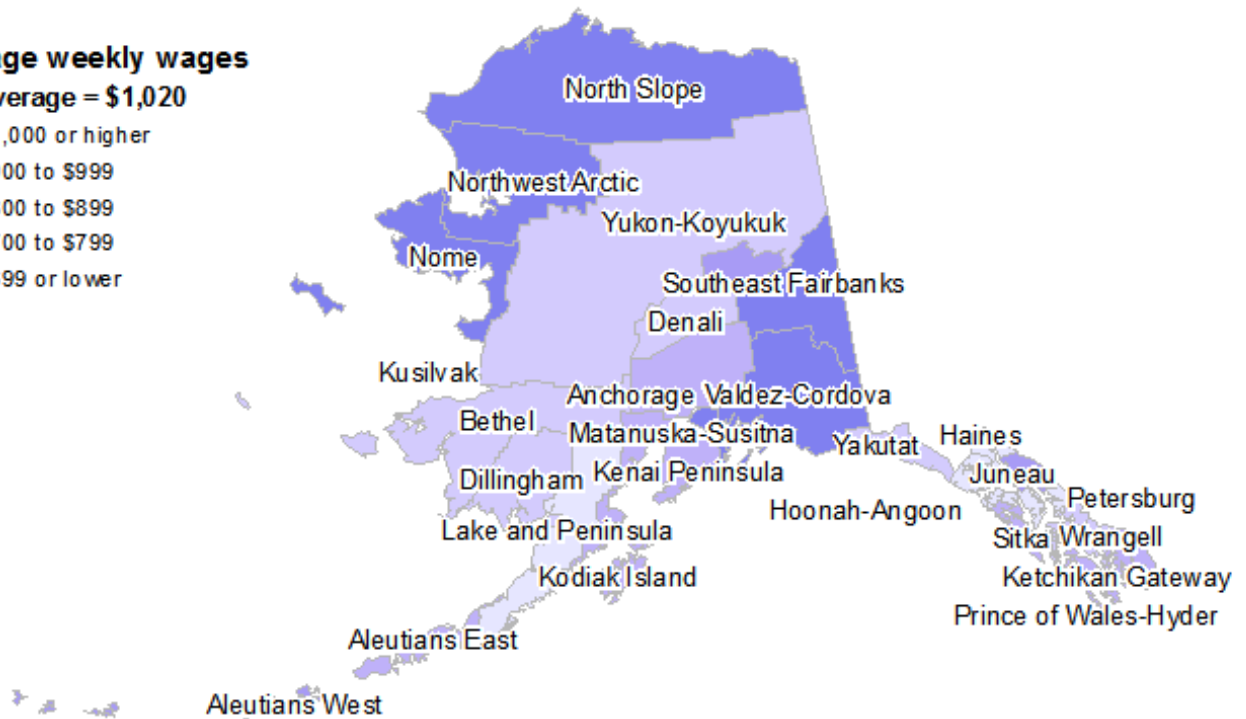 age weekly wages
verage = $1,020
,000 or higher
00 to $999
00 to $899
00 to $799
99 or lower
North Slope
Northwest Arctic
Yukon-Koyukuk
Nome
Southeast Fairbanks
Denali
Kusilvak
Anchorage
Valdez-Cordova
Bethel
Matanuska-Susitna
Yakutat
Haines
Dillingham
Kenai Peninsula
Juneau
Petersburg
Hoonah-Angoon
Lake and Peninsula
Sitka
Wrangell
Kodiak Island
Ketchikan Gateway
Prince of Wales-Hyder
Aleutians East
Aleutians West